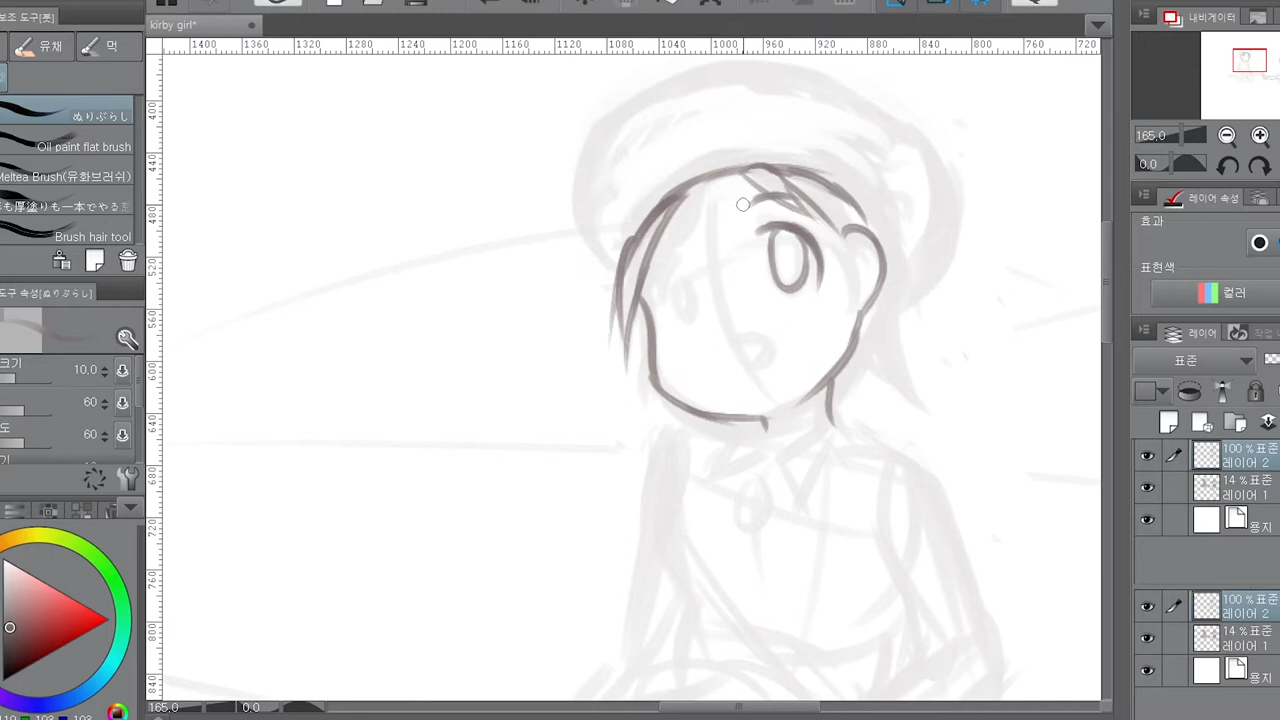 보조 도구(붓]
kirby girl*
유채
먹
ぬりぶらし
Oil paint flat brush
Meltea Brush(유화브러쉬)
も厚塗りも一本でやる
Brush hair tool
도구 속성[ぬりぶらし]
크기
10.0
60
도
60
1400 1360 1320 1280 1240 1200 1160 1120 1080 1040 1000 960 920 880 840 800 760 720
400
440
480
520
560
600
640
680
720
760
800
840
165.0 0.0
내비게이터
165.0
0.0
레이어 속성
효과
표현색
컬러
레이어
작업
표준
100 %표준
레이어 2
14 %표준
레이어 1
용지
100 %표준
레이어 2
14 %표준
레이어 1
용지